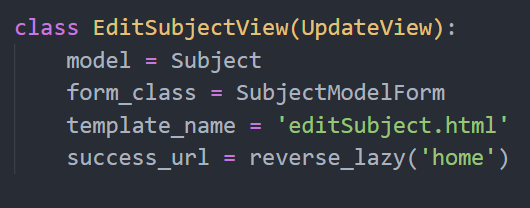 class EditSubjectView(UpdateView):
    model = Subject
    form_class = SubjectModelForm
    template_name = 'editSubject.html'
    success_url = reverse_lazy('home')